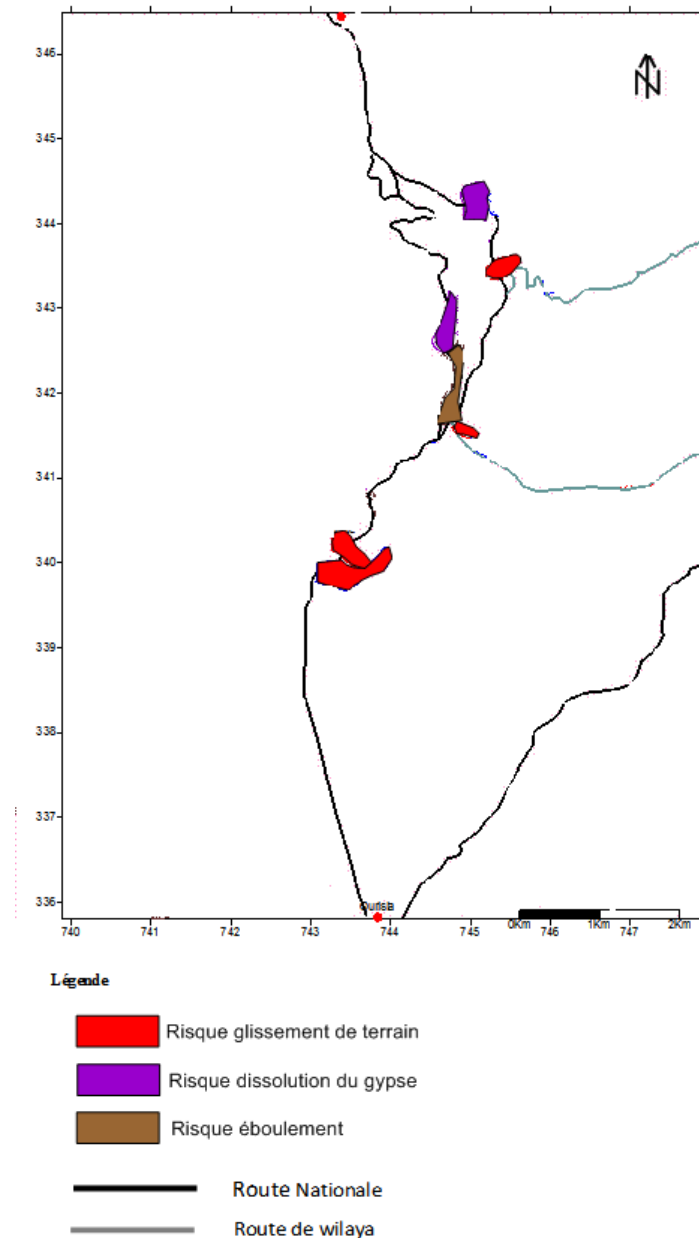 346
345
344
343
342
341
340
339
338
337
336
N
Ourisia
0Km 1Km 2Km
740 741 742 743 744 745 746 747
Légende
Risque glissement de terrain
Risque dissolution du gypse
Risque éboulement
Route Nationale
Route de wilaya